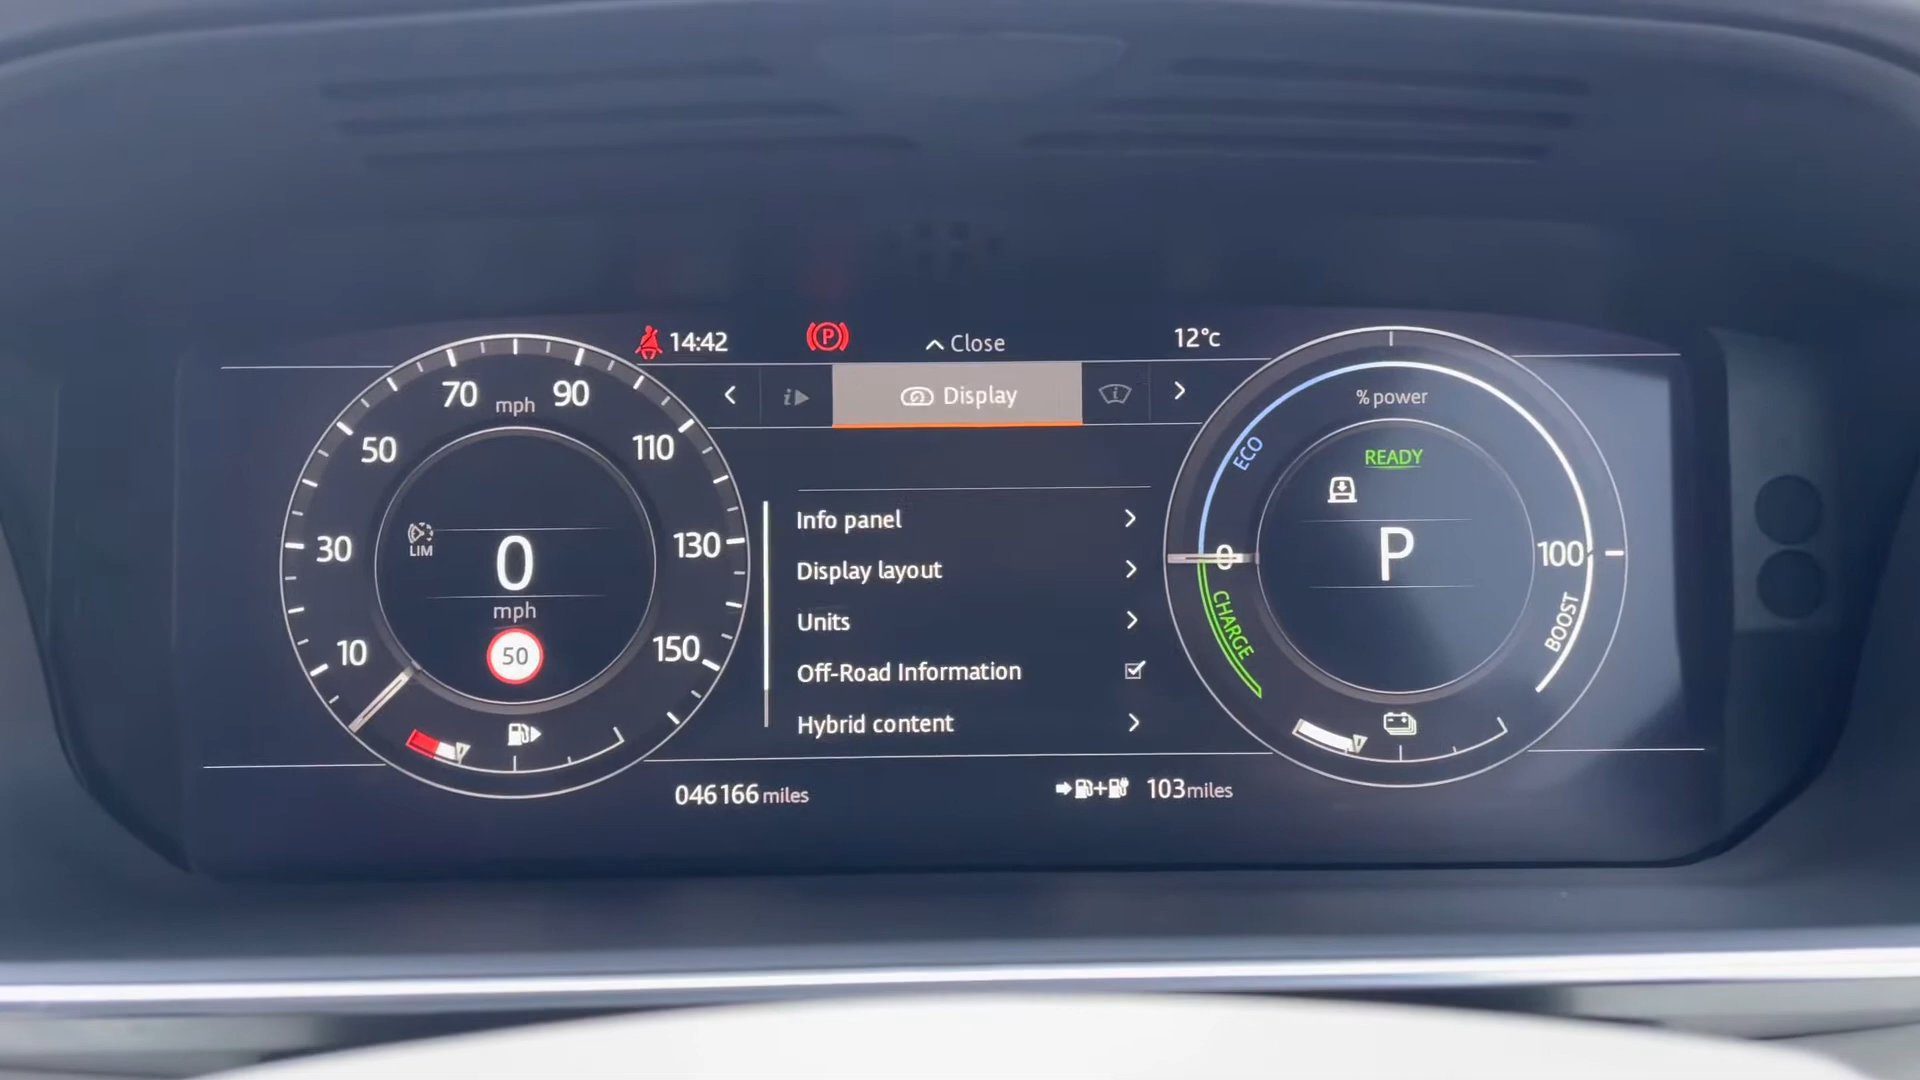 14:42
P
Close
12°c
Display
70 mph 90
50
110
30
130
10
150
LIM
0
mph
50
Info panel
Display layout
Units
Off-Road Information
Hybrid content
% power
ECO
READY
P
0
100
CHARGE
BOOST
046166 miles
103 miles